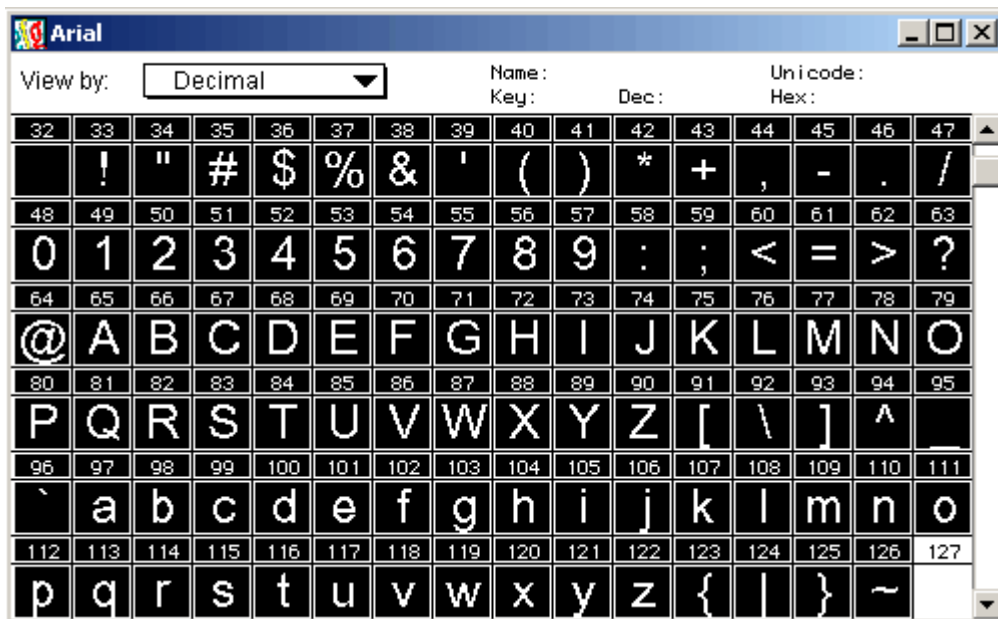 Arial
View by: Decimal Name: Unicode:
Key: Dec: Hex:
32 33 34 35 36 37 38 39 40 41 42 43 44 45 46 47
! " # $ % & ' ( ) * + , - . /
48 49 50 51 52 53 54 55 56 57 58 59 60 61 62 63
0 1 2 3 4 5 6 7 8 9 : ; < = > ?
64 65 66 67 68 69 70 71 72 73 74 75 76 77 78 79
@ A B C D E F G H I J K L M N O
80 81 82 83 84 85 86 87 88 89 90 91 92 93 94 95
P Q R S T U V W X Y Z [ \ ] ^ _
96 97 98 99 100 101 102 103 104 105 106 107 108 109 110 111
` a b c d e f g h i j k l m n o
112 113 114 115 116 117 118 119 120 121 122 123 124 125 126 127
p q r s t u v w x y z { | } ~